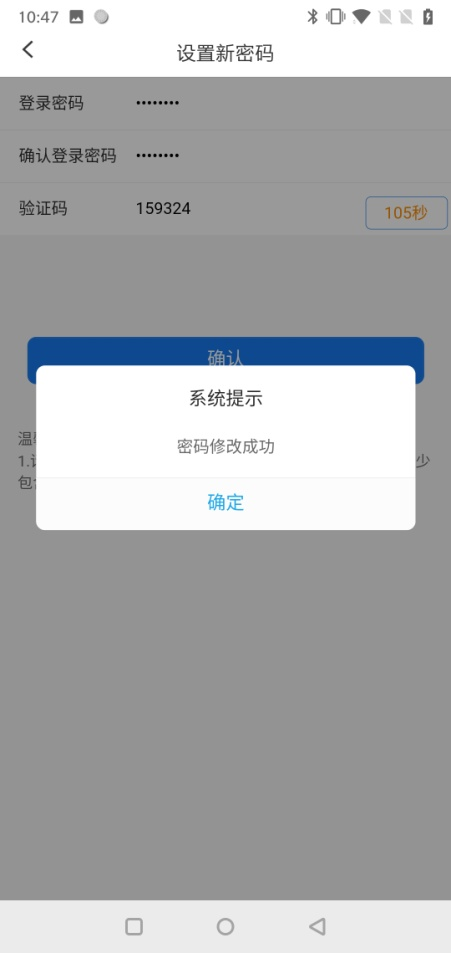 10:47
设置新密码
登录密码 ••••••••
确认登录密码 ••••••••
验证码 159324 105秒
确认
系统提示
密码修改成功
确定
温
1.
少
包